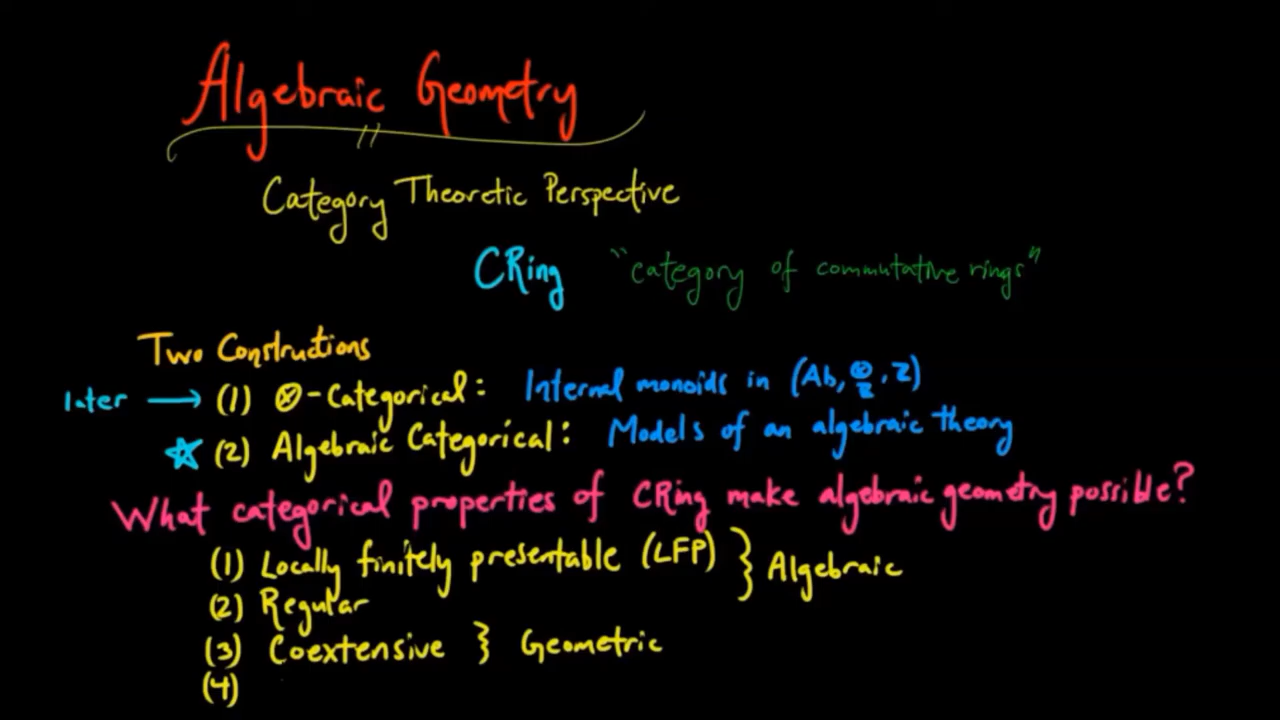 Algebraic Geometry
Category Theoretic Perspective
CRing "category of commutative rings"
Two Constructions
later → (1) ⊗-Categorical: Internal monoids in (Ab, ⊗_Z, Z)
☆ (2) Algebraic Categorical: Models of an algebraic theory
What categorical properties of CRing make algebraic geometry possible?
(1) Locally finitely presentable (LFP) } Algebraic
(2) Regular
(3) Coextensive } Geometric
(4)